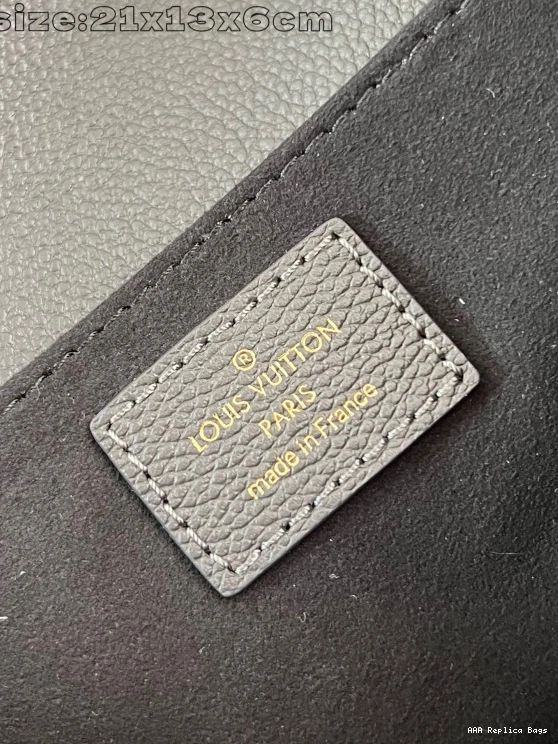 size:21x13x6cm
®
LOUIS VUITTON
PARIS
made in France
AAA Replica Bags